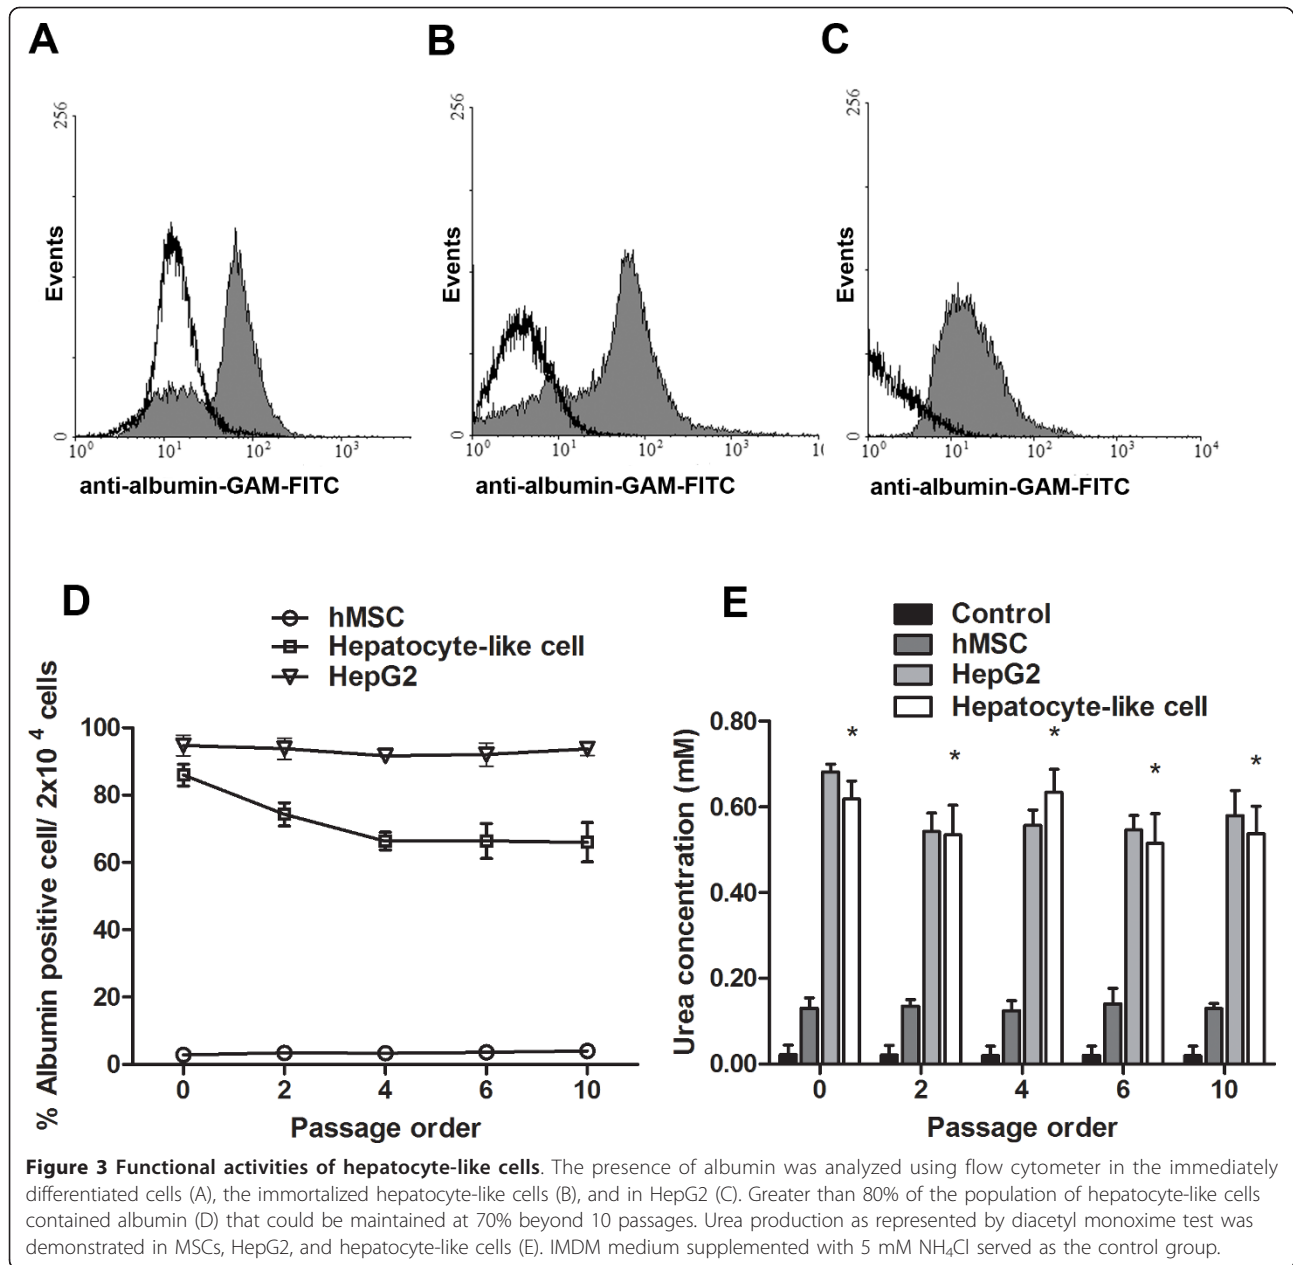 A
B
C
256
Events
0
10⁰ 10¹ 10² 10³
anti-albumin-GAM-FITC
256
Events
0
10⁰ 10¹ 10² 10³ 1(
anti-albumin-GAM-FITC
256
Events
0
10⁰ 10¹ 10² 10³ 10⁴
anti-albumin-GAM-FITC
D
hMSC
Hepatocyte-like cell
HepG2
% Albumin positive cell/ 2x10 ⁴ cells
100
80
60
40
20
0
0 2 4 6 10
Passage order
E
Control
hMSC
HepG2
Hepatocyte-like cell
Urea concentration (mM)
0.80
0.60
0.40
0.20
0.00
* * * * *
0 2 4 6 10
Passage order
Figure 3 Functional activities of hepatocyte-like cells. The presence of albumin was analyzed using flow cytometer in the immediately
differentiated cells (A), the immortalized hepatocyte-like cells (B), and in HepG2 (C). Greater than 80% of the population of hepatocyte-like cells
contained albumin (D) that could be maintained at 70% beyond 10 passages. Urea production as represented by diacetyl monoxime test was
demonstrated in MSCs, HepG2, and hepatocyte-like cells (E). IMDM medium supplemented with 5 mM NH₄Cl served as the control group.